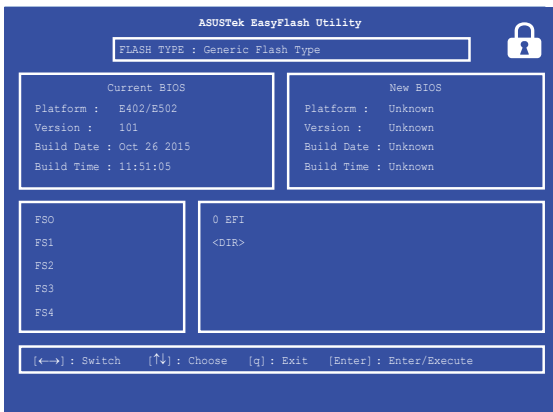 ASUSTek EasyFlash Utility
FLASH TYPE : Generic Flash Type
Current BIOS
Platform : E402/E502
Version : 101
Build Date : Oct 26 2015
Build Time : 11:51:05
New BIOS
Platform : Unknown
Version : Unknown
Build Date : Unknown
Build Time : Unknown
FSO
FS1
FS2
FS3
FS4
0 EFI
<DIR>
[←→] : Switch [↑↓] : Choose [q] : Exit [Enter] : Enter/Execute